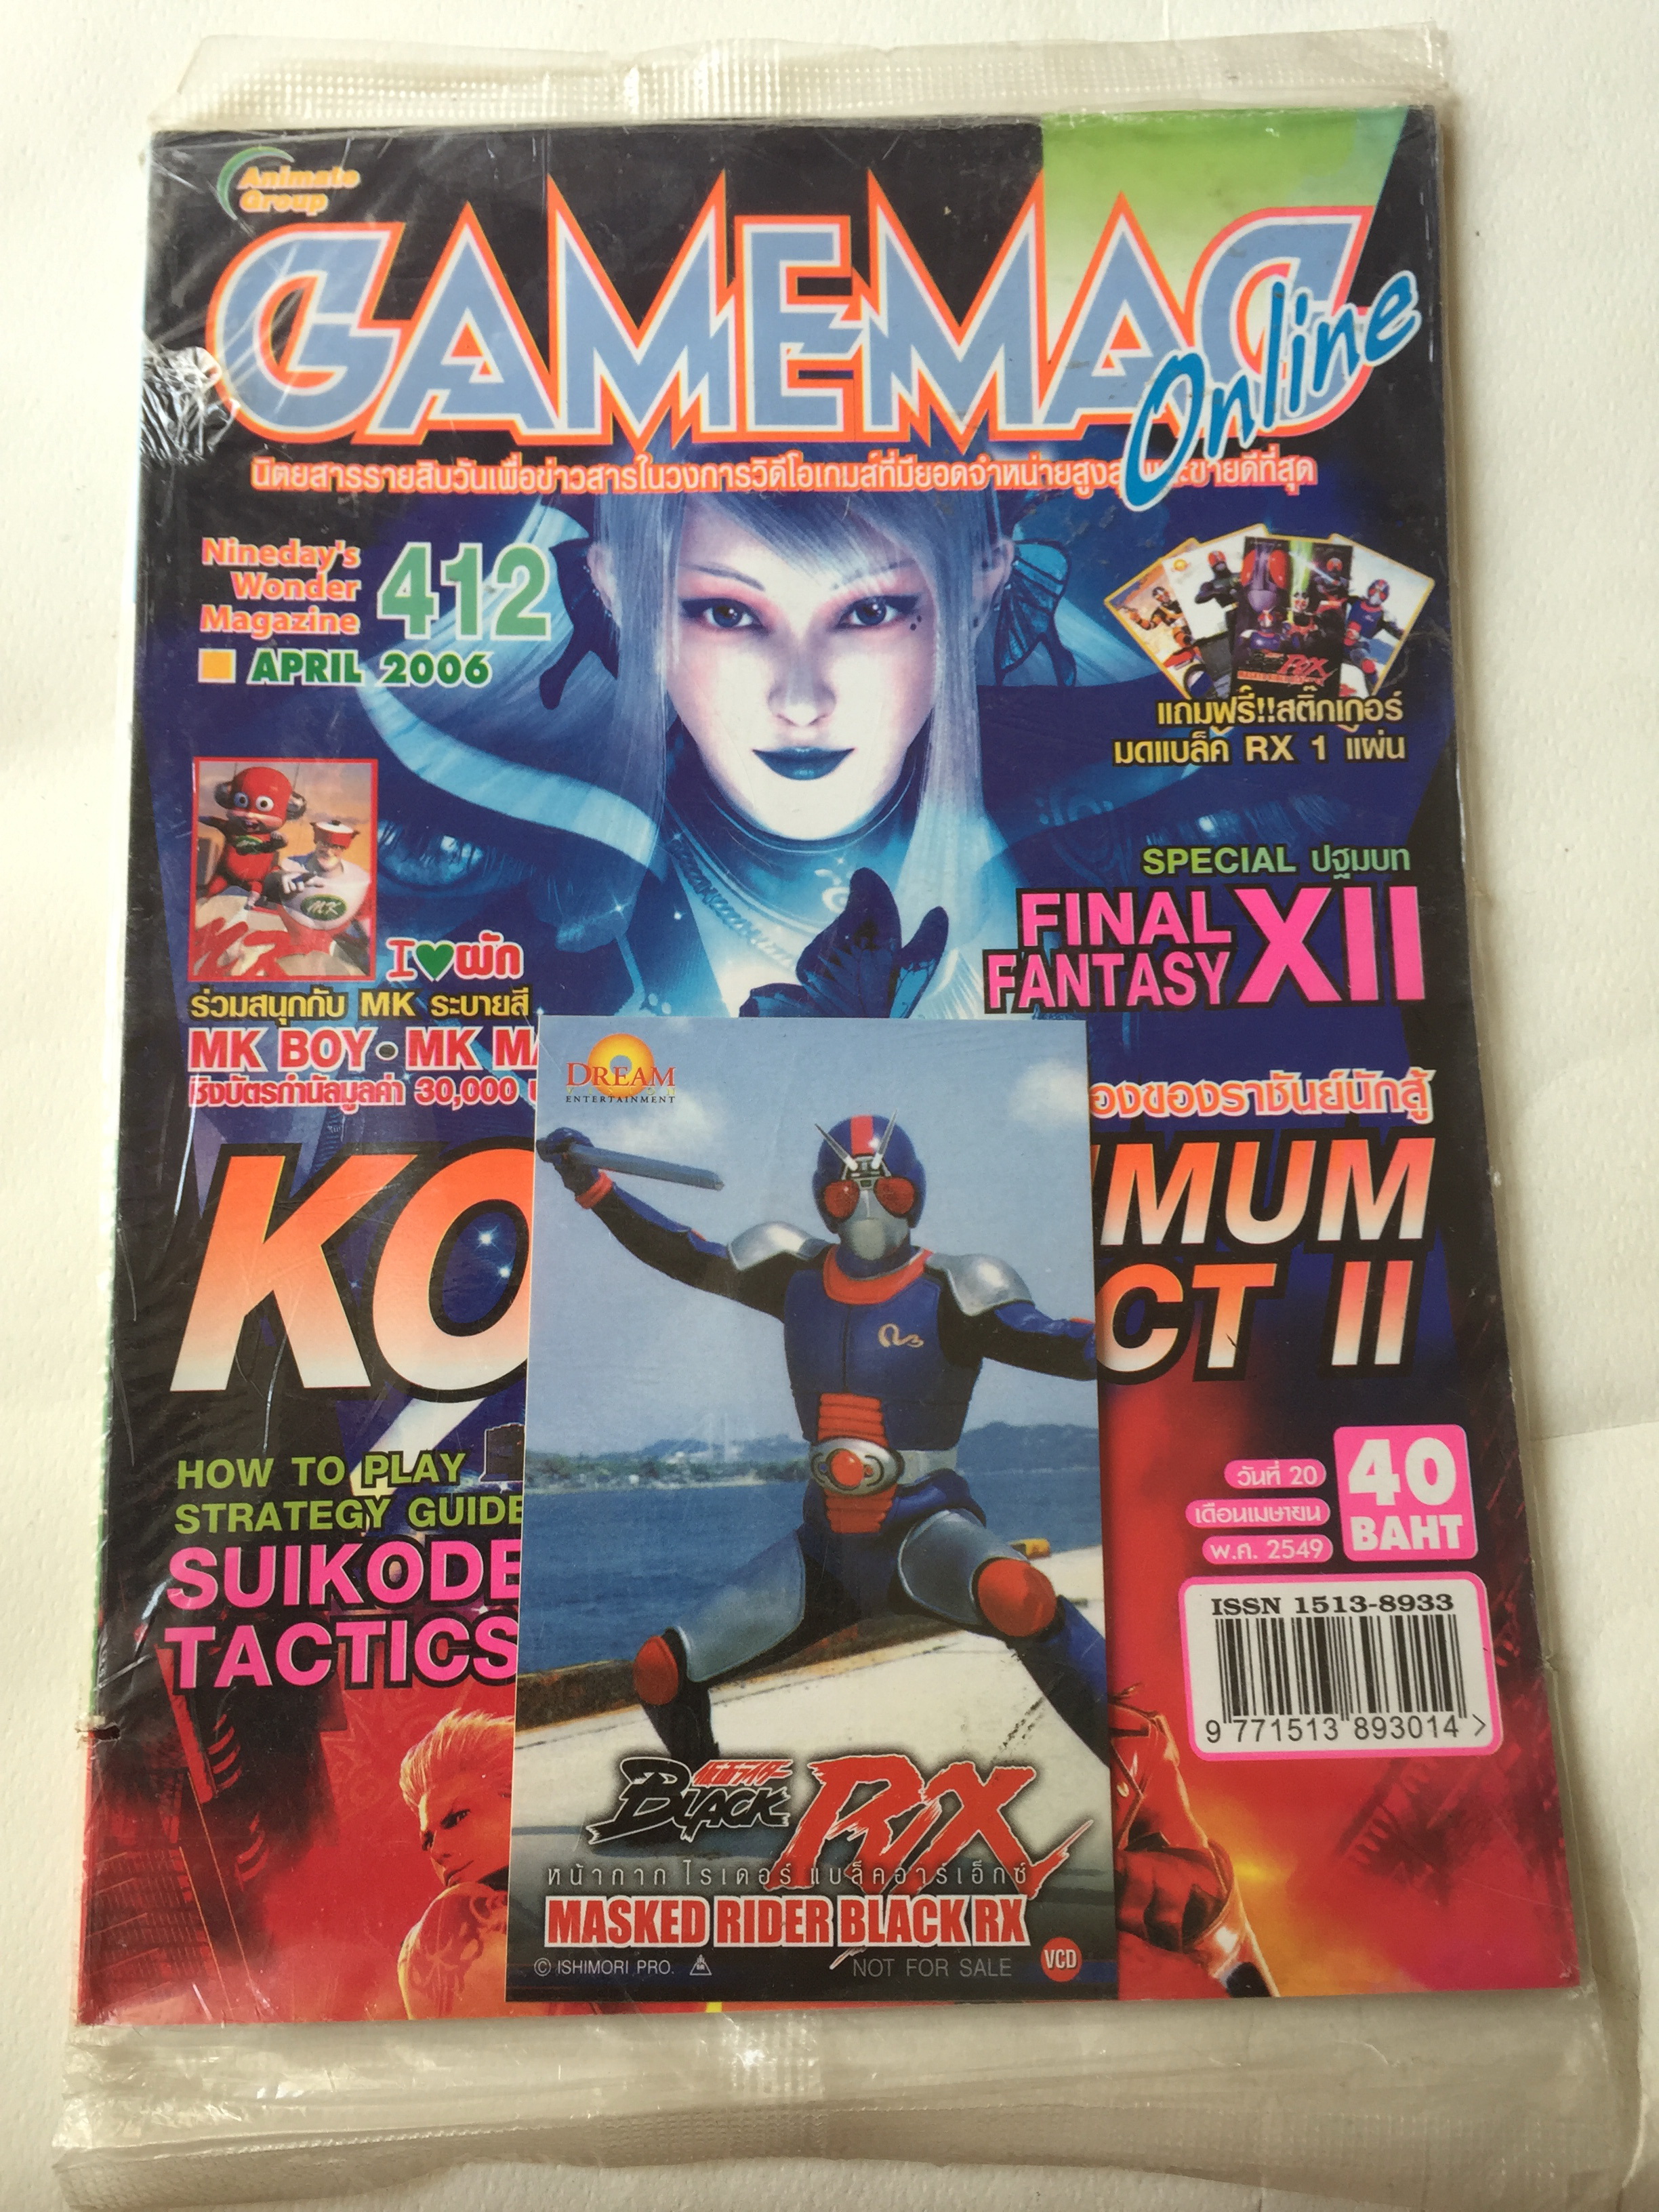 Animate
Group
GAMEMAG
Online
นิตยสารรายสิบวันเพื่อข่าวสารในวงการวิดีโอเกมส์ที่มียอดจำหน่ายสูง ขายดีที่สุด
Nineday's
Wonder
Magazine
412
APRIL 2006
RX
แถมฟรี!!สติ๊กเกอร์
มดแบล็ค RX 1 แผ่น
MK
I♥ผัก
ร่วมสนุกกับ MK ระบายสี
MK BOY • MK
ชิงบัตรกำนัลมูลค่า 30,000
SPECIAL ปฐมบท
FINAL
FANTASY
XII
ของราชันย์นักสู้
KO
IMUM
CT II
HOW TO PLAY
STRATEGY GUIDE
SUIKODE
TACTICS
วันที่ 20
เดือนเมษายน
พ.ศ. 2549
40
BAHT
ISSN 1513-8933
9 771513 893014 >
DREAM
ENTERTAINMENT
仮面ライダー
BLACK
RX
หน้ากาก ไรเดอร์ แบล็คอาร์เอ็กซ์
MASKED RIDER BLACK RX
© ISHIMORI PRO.
NOT FOR SALE
VCD